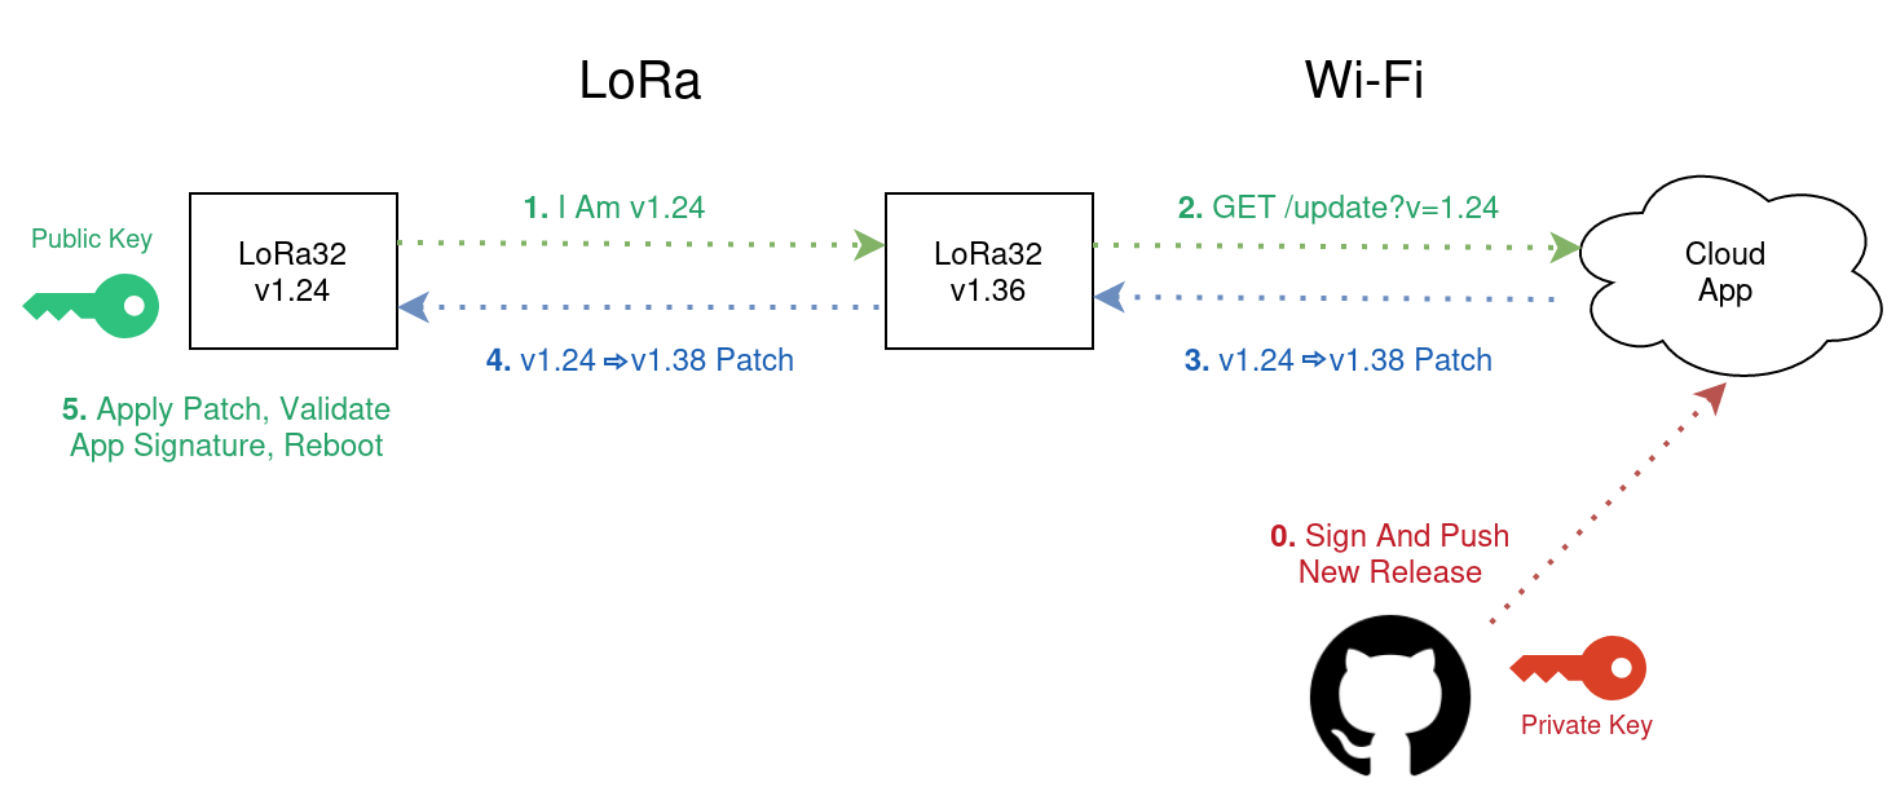 LoRa
Wi-Fi
1. I Am v1.24
2. GET /update?v=1.24
Public Key
LoRa32
v1.24
LoRa32
v1.36
Cloud
App
4. v1.24 ⇨ v1.38 Patch
3. v1.24 ⇨ v1.38 Patch
5. Apply Patch, Validate
App Signature, Reboot
0. Sign And Push
New Release
Private Key